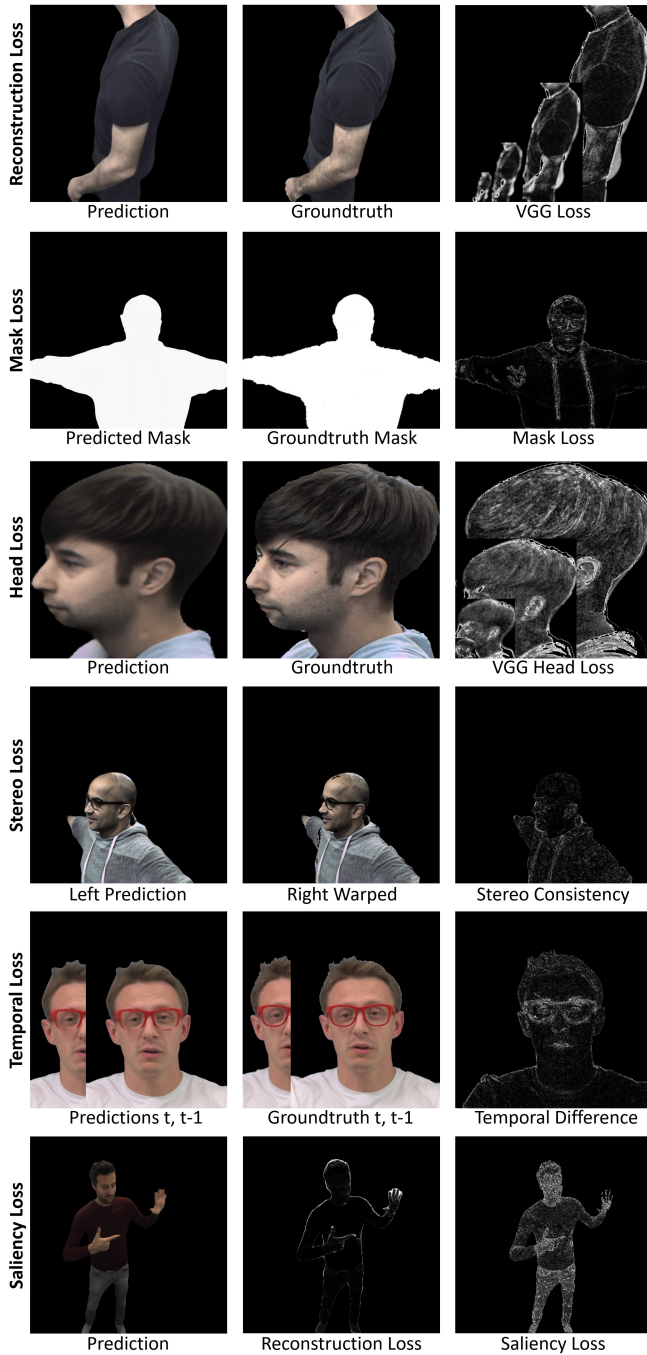 Reconstruction Loss
Prediction
Groundtruth
VGG Loss
Mask Loss
Predicted Mask
Groundtruth Mask
Mask Loss
Head Loss
Prediction
Groundtruth
VGG Head Loss
Stereo Loss
Left Prediction
Right Warped
Stereo Consistency
Temporal Loss
Predictions t, t-1
Groundtruth t, t-1
Temporal Difference
Saliency Loss
Prediction
Reconstruction Loss
Saliency Loss